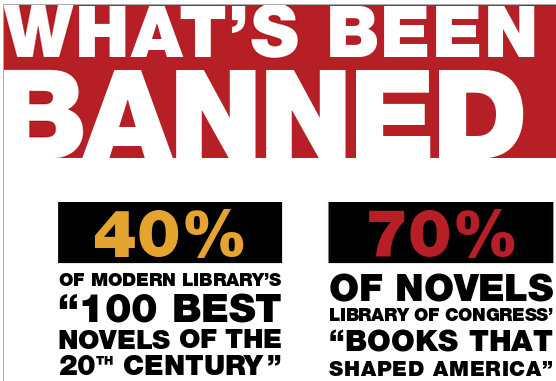 WHAT'S BEEN
BANNED
40%
OF MODERN LIBRARY'S
“100 BEST
NOVELS OF THE
20TH CENTURY”
70%
OF NOVELS
LIBRARY OF CONGRESS’
“BOOKS THAT
SHAPED AMERICA”